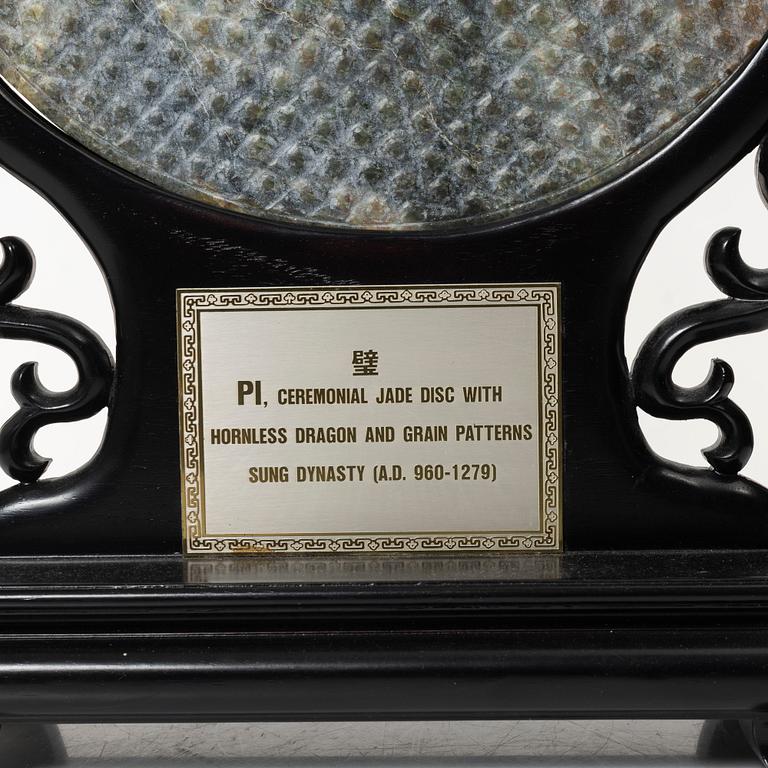 璧
PI, CEREMONIAL JADE DISC WITH
HORNLESS DRAGON AND GRAIN PATTERNS
SUNG DYNASTY (A.D. 960-1279)